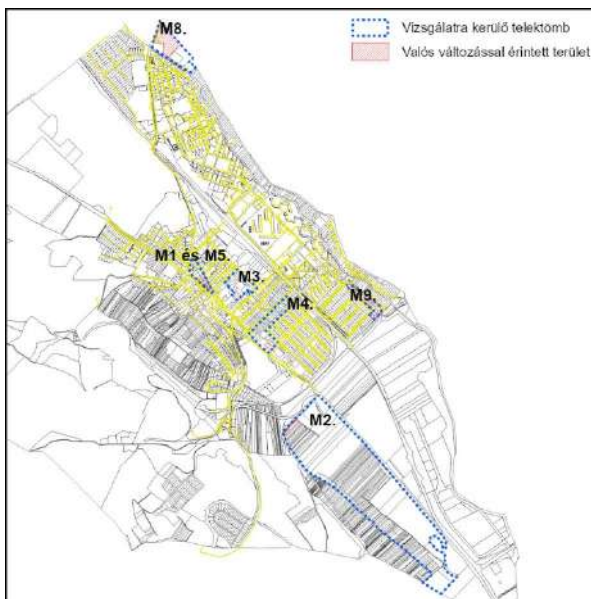 M8.
Vizsgálatra kerülő telektömb
Valós változással érintett terület
M1 és M5.
M3.
M4.
M9.
M2.